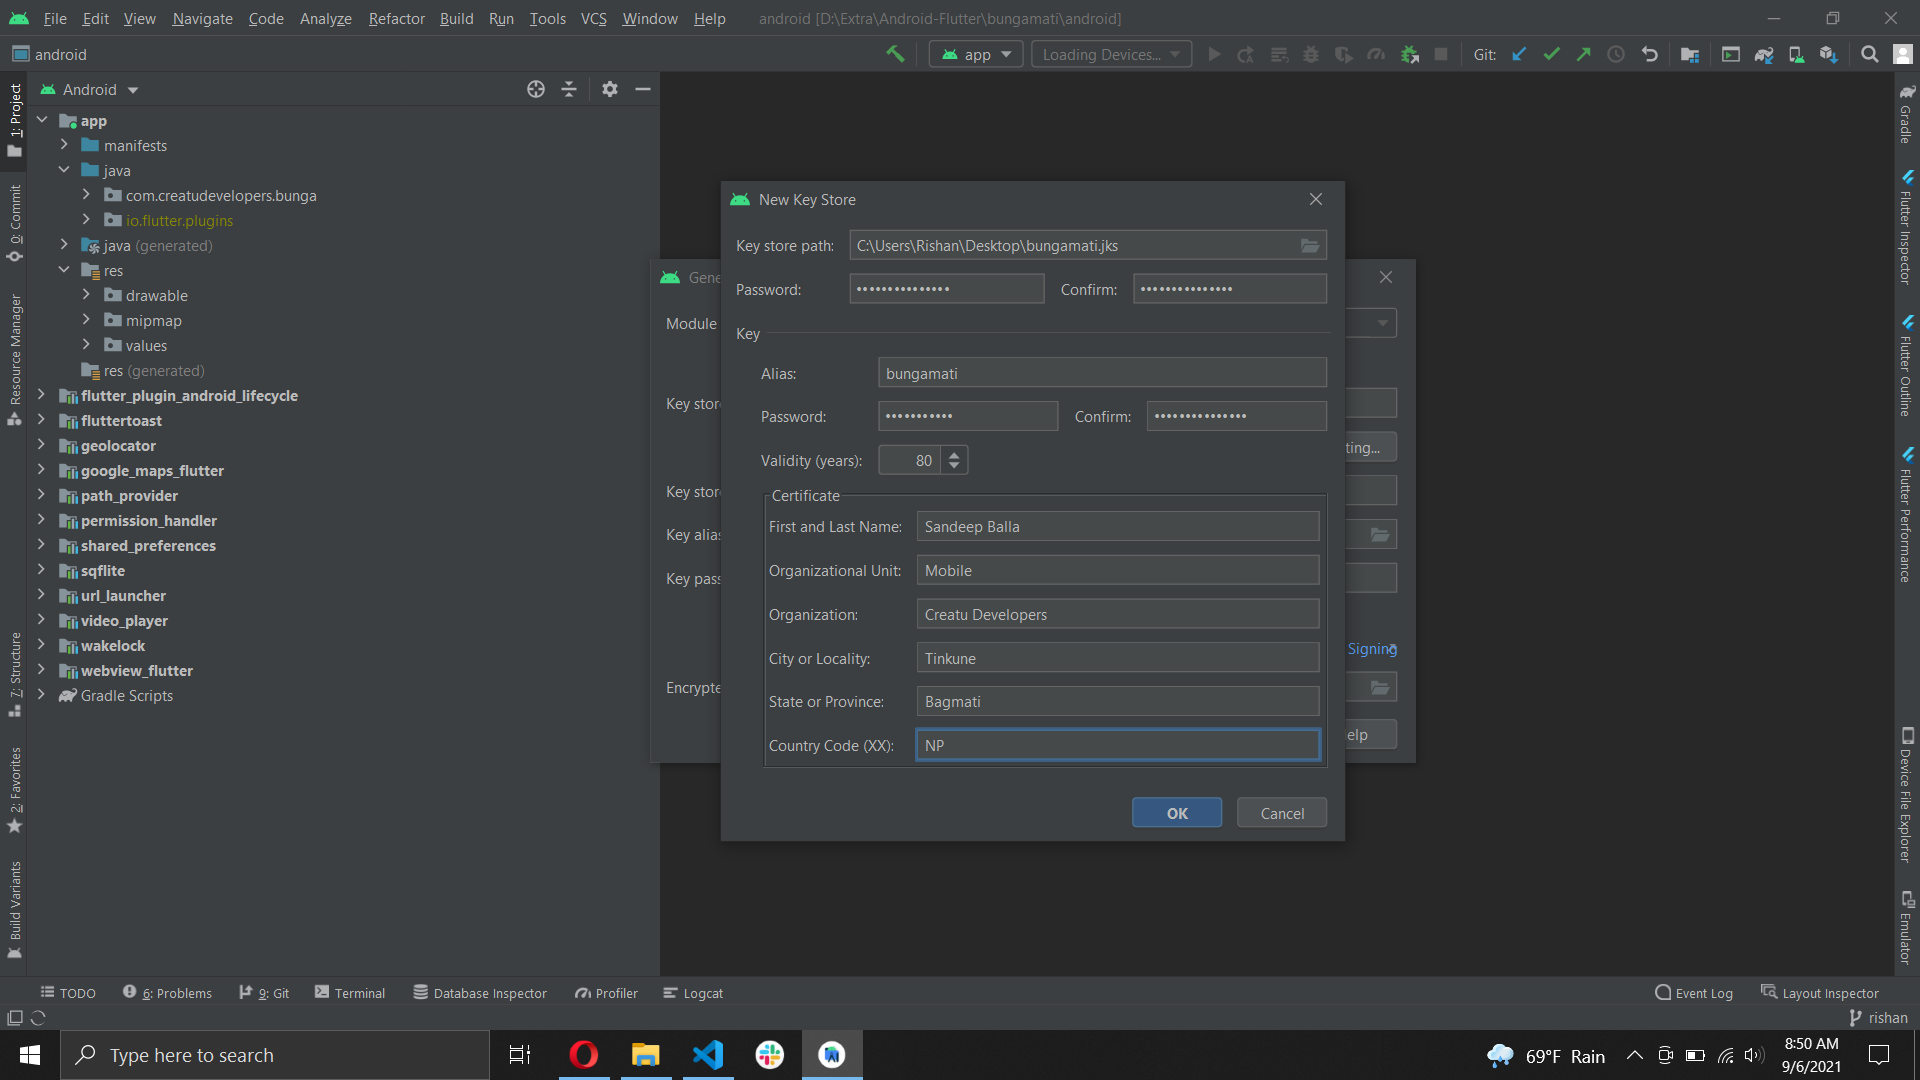 File Edit View Navigate Code Analyze Refactor Build Run Tools VCS Window Help android [D:\Extra\Android-Flutter\bungamati\android]
android
app
Loading Devices...
Git:
Android
app
manifests
java
com.creatudevelopers.bunga
io.flutter.plugins
java (generated)
res
drawable
mipmap
values
res (generated)
flutter_plugin_android_lifecycle
fluttertoast
geolocator
google_maps_flutter
path_provider
permission_handler
shared_preferences
sqflite
url_launcher
video_player
wakelock
webview_flutter
Gradle Scripts
1: Project
0: Commit
Resource Manager
7: Structure
2: Favorites
Build Variants
Gene
Module
Key store
Key store
Key alias
Key pass
Encrypte
ting...
Signing
elp
New Key Store
Key store path: C:\Users\Rishan\Desktop\bungamati.jks
Password: •••••••••••••• Confirm: ••••••••••••••
Key
Alias: bungamati
Password: ••••••••••• Confirm: ••••••••••••••
Validity (years): 80
Certificate
First and Last Name: Sandeep Balla
Organizational Unit: Mobile
Organization: Creatu Developers
City or Locality: Tinkune
State or Province: Bagmati
Country Code (XX): NP
OK Cancel
Gradle
Flutter Inspector
Flutter Outline
Flutter Performance
Device File Explorer
Emulator
TODO 6: Problems 9: Git Terminal Database Inspector Profiler Logcat Event Log Layout Inspector
rishan
Type here to search
69°F Rain
8:50 AM
9/6/2021